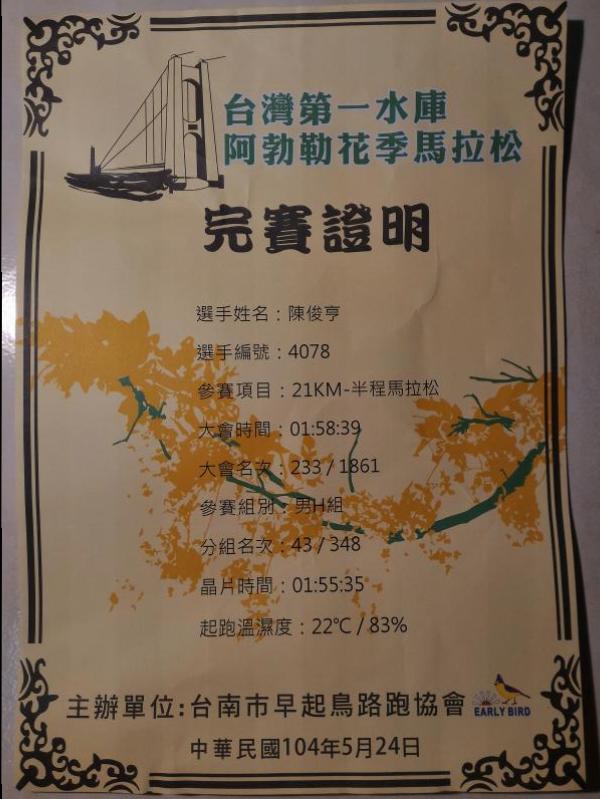 台灣第一水庫
阿勃勒花季馬拉松
完賽證明
選手姓名：陳俊亨
選手編號：4078
參賽項目：21KM-半程馬拉松
大會時間：01:58:39
大會名次：233 / 1861
參賽組別：男H組
分組名次：43 / 348
晶片時間：01:55:35
起跑溫濕度：22℃ / 83%
主辦單位:台南市早起鳥路跑協會
EARLY BIRD
中華民國104年5月24日